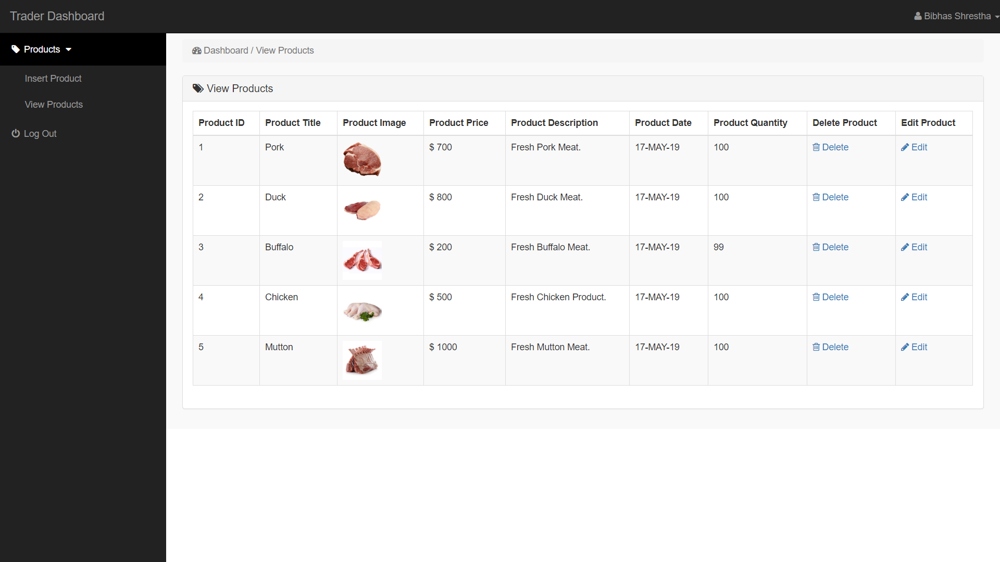 Trader Dashboard
Bibhas Shrestha
Products
Insert Product
View Products
Log Out
Dashboard / View Products
View Products
Product ID Product Title Product Image Product Price Product Description Product Date Product Quantity Delete Product Edit Product
1 Pork $ 700 Fresh Pork Meat. 17-MAY-19 100 Delete Edit
2 Duck $ 800 Fresh Duck Meat. 17-MAY-19 100 Delete Edit
3 Buffalo $ 200 Fresh Buffalo Meat. 17-MAY-19 99 Delete Edit
4 Chicken $ 500 Fresh Chicken Product. 17-MAY-19 100 Delete Edit
5 Mutton $ 1000 Fresh Mutton Meat. 17-MAY-19 100 Delete Edit